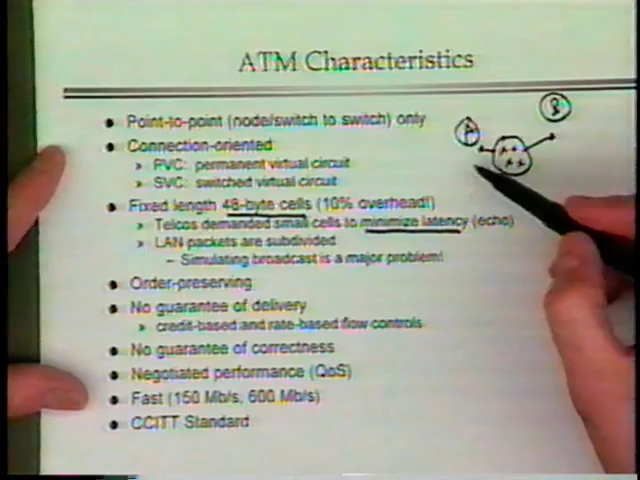 ATM Characteristics
Point-to-point (node/switch to switch) only
Connection-oriented
» PVC: permanent virtual circuit
» SVC: switched virtual circuit
Fixed length 48-byte cells (10% overhead!)
» Telcos demanded small cells to minimize latency (echo)
» LAN packets are subdivided
– Simulating broadcast is a major problem!
Order-preserving
No guarantee of delivery
» credit-based and rate-based flow controls
No guarantee of correctness
Negotiated performance (QoS)
Fast (150 Mb/s, 600 Mb/s)
CCITT Standard
A
B